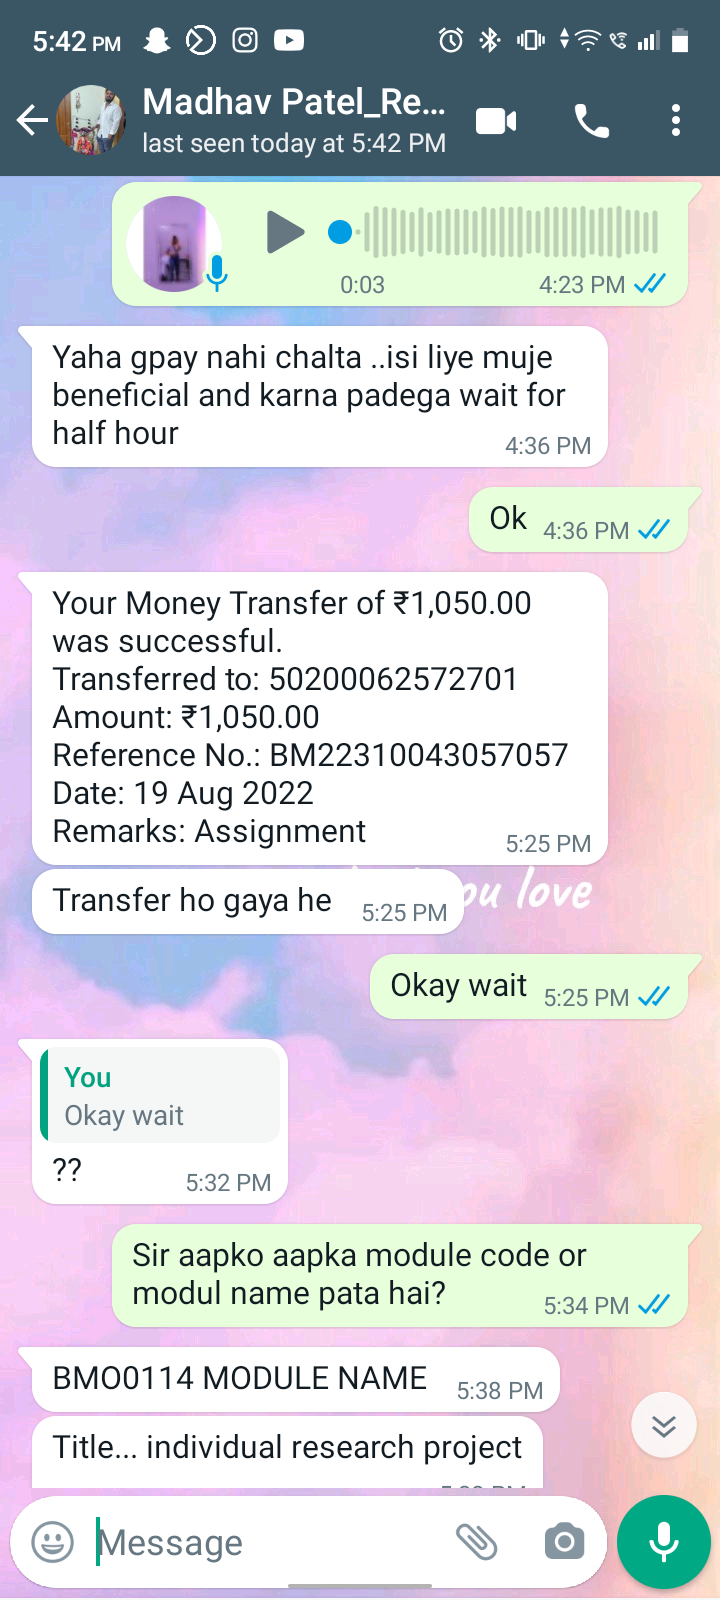 5:42 PM
Madhav Patel_Re...
last seen today at 5:42 PM
0:03
4:23 PM
Yaha gpay nahi chalta ..isi liye muje
beneficial and karna padega wait for
half hour
4:36 PM
Ok
4:36 PM
Your Money Transfer of ₹1,050.00
was successful.
Transferred to: 50200062572701
Amount: ₹1,050.00
Reference No.: BM22310043057057
Date: 19 Aug 2022
Remarks: Assignment
5:25 PM
Transfer ho gaya he
5:25 PM
love
Okay wait
5:25 PM
You
Okay wait
??
5:32 PM
Sir aapko aapka module code or
modul name pata hai?
5:34 PM
BMO0114 MODULE NAME
5:38 PM
Title... individual research project
Message